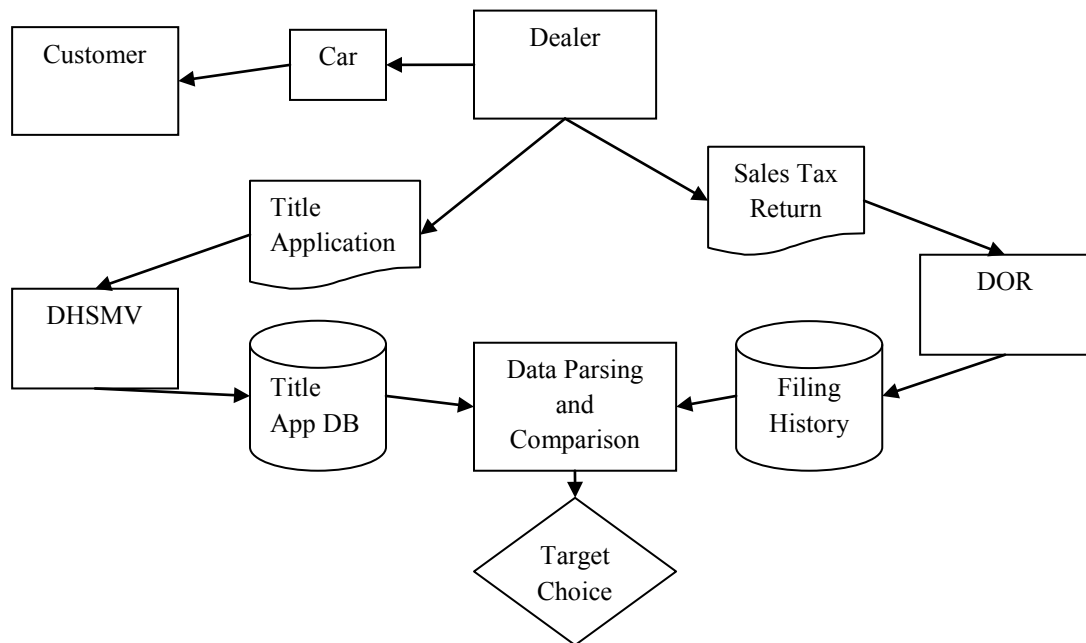 Customer
Car
Dealer
Title
Application
Sales Tax
Return
DHSMV
DOR
Title
App DB
Data Parsing
and
Comparison
Filing
History
Target
Choice